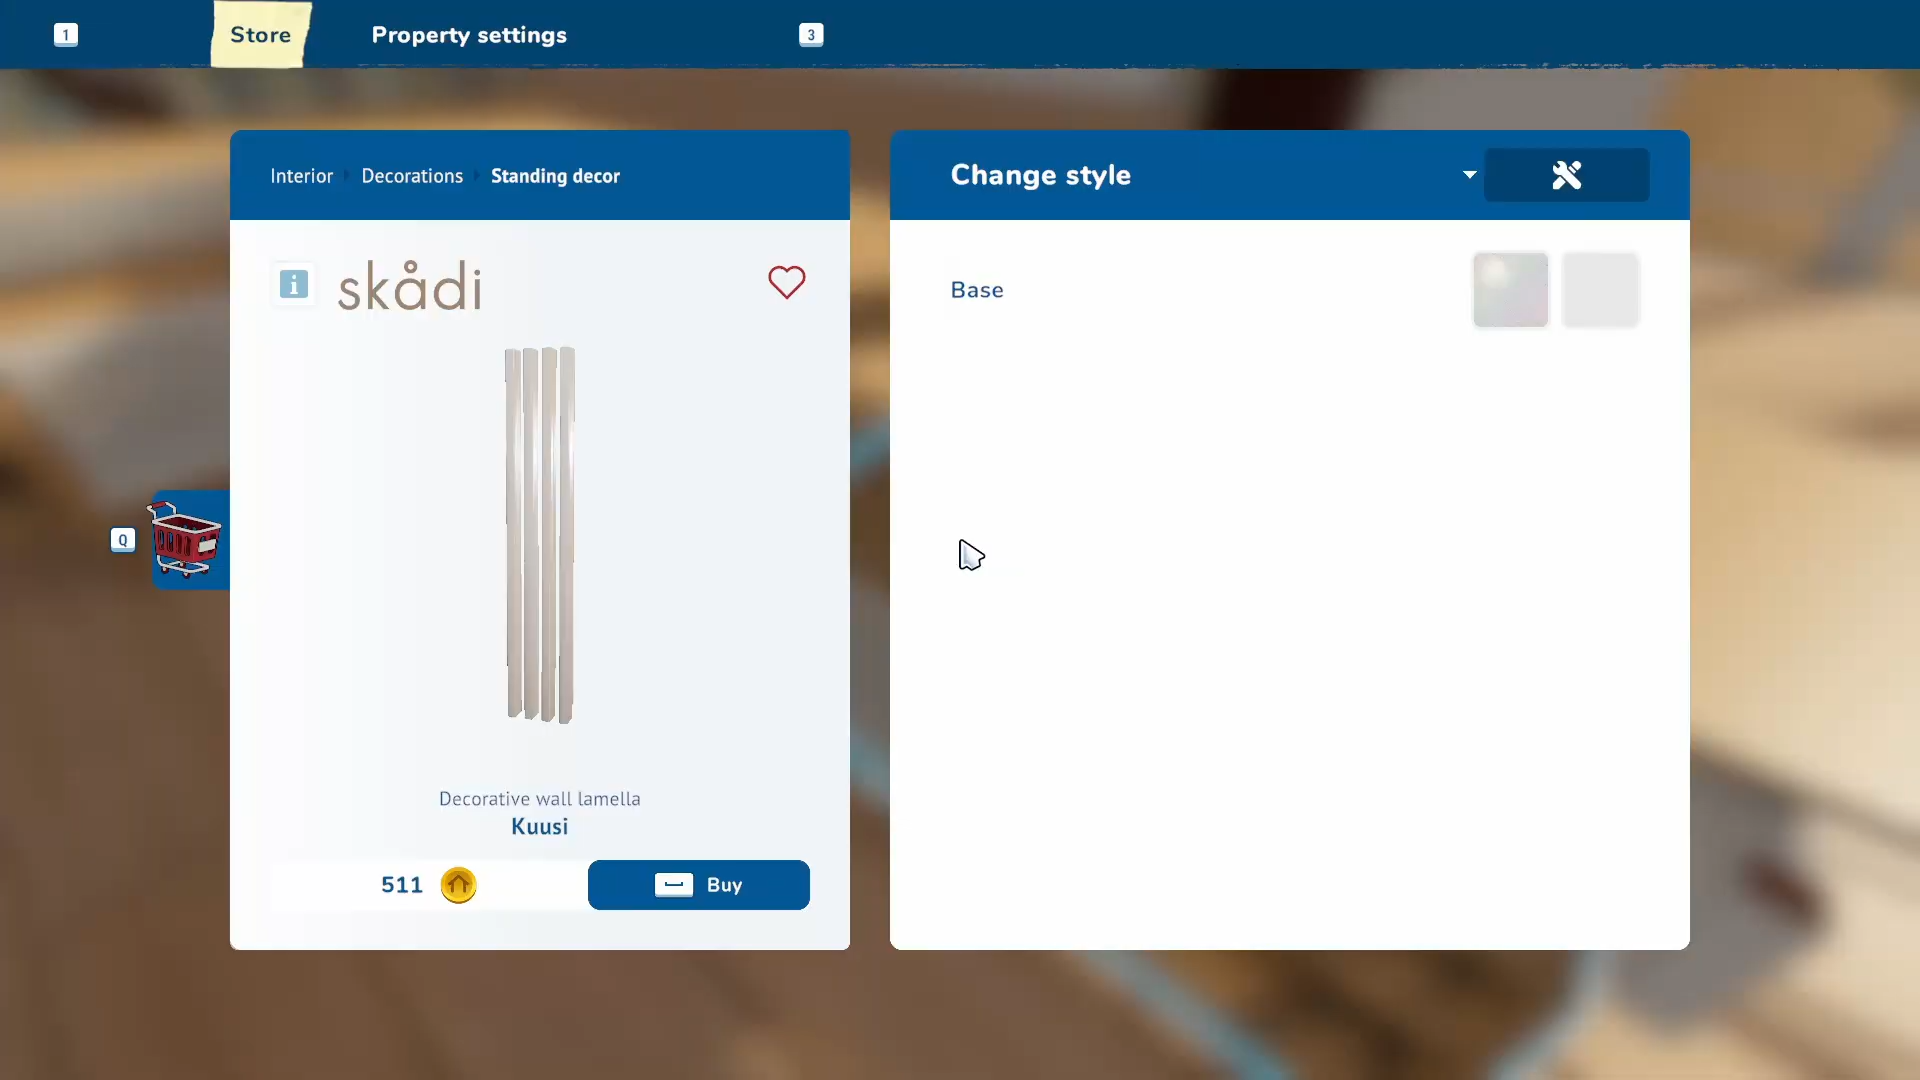 1
Store
Property settings
3
Interior
Decorations
Standing decor
Change style
i
skådi
Base
Q
Decorative wall lamella
Kuusi
511
Buy